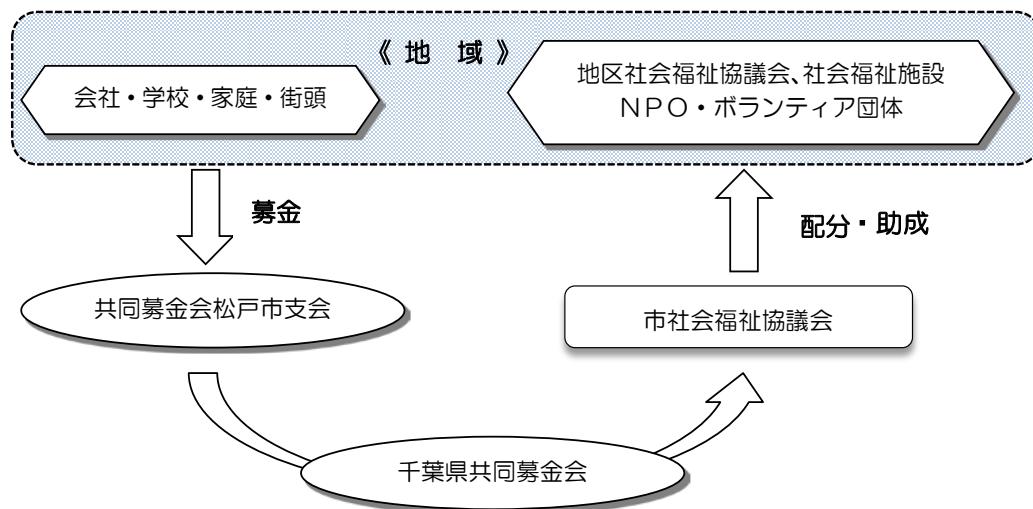 《 地 域 》
会社・学校・家庭・街頭
地区社会福祉協議会、社会福祉施設
NPO・ボランティア団体
募金
配分・助成
共同募金会松戸市支会
市社会福祉協議会
千葉県共同募金会